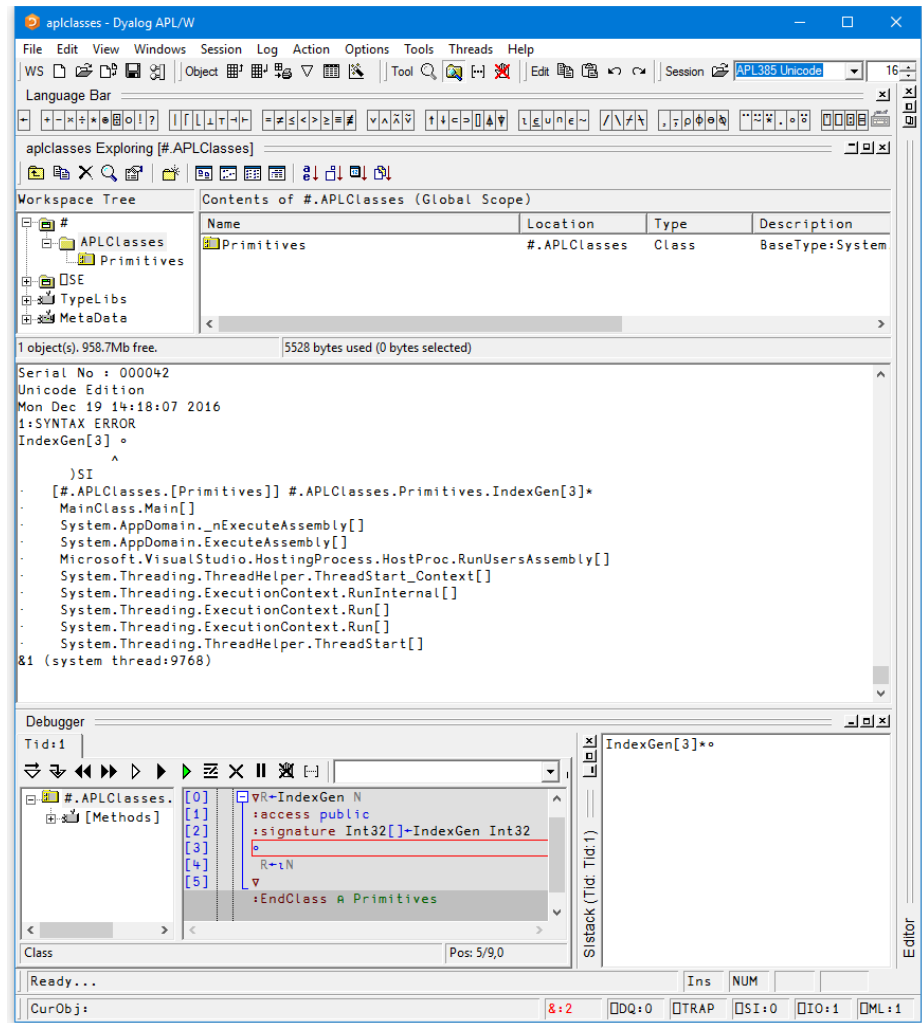 aplclasses - Dyalog APL/W
File Edit View Windows Session Log Action Options Tools Threads Help
WS Object Tool Edit Session APL385 Unicode 16
Language Bar
← + - × ÷ * ⍟ ⌹ ○ ! ? | ⌈ ⌊ ⊥ ⊤ ⊣ ⊢ = ≠ ≤ < > ≥ ≡ ≢ ∨ ∧ ⍲ ⍱ ↑ ↓ ⊂ ⊃ ⌷ ⍋ ⍒ ⍳ ⍷ ∪ ∩ ∊ ~ / \ ⌿ ⍀ , ⍪ ⍴ ⌽ ⊖ ⍉ ¨ ⍨ ⍣ . ∘ ⍤
aplclasses Exploring [#.APLClasses]
Workspace Tree
Contents of #.APLClasses (Global Scope)
#
APLClasses
Primitives
⎕SE
TypeLibs
MetaData
Name Location Type Description
Primitives #.APLClasses Class BaseType:System
1 object(s). 958.7Mb free. 5528 bytes used (0 bytes selected)
Serial No : 000042
Unicode Edition
Mon Dec 19 14:18:07 2016
1:SYNTAX ERROR
IndexGen[3] ∘
^
)SI
· [#.APLClasses.[Primitives]] #.APLClasses.Primitives.IndexGen[3]*
· MainClass.Main[]
· System.AppDomain._nExecuteAssembly[]
· System.AppDomain.ExecuteAssembly[]
· Microsoft.VisualStudio.HostingProcess.HostProc.RunUsersAssembly[]
· System.Threading.ThreadHelper.ThreadStart_Context[]
· System.Threading.ExecutionContext.RunInternal[]
· System.Threading.ExecutionContext.Run[]
· System.Threading.ExecutionContext.Run[]
· System.Threading.ThreadHelper.ThreadStart[]
&1 (system thread:9768)
Debugger
Tid:1
#.APLClasses.
[Methods]
[0] ∇R←IndexGen N
[1] :access public
[2] :signature Int32[]←IndexGen Int32
[3] ∘
[4] R←⍳N
[5] ∇
:EndClass ⍝ Primitives
Class Pos: 5/9,0
SIstack (Tid: Tid:1)
IndexGen[3]*∘
Editor
Ready... Ins NUM
CurObj: &:2 ⎕DQ:0 ⎕TRAP ⎕SI:0 ⎕IO:1 ⎕ML:1